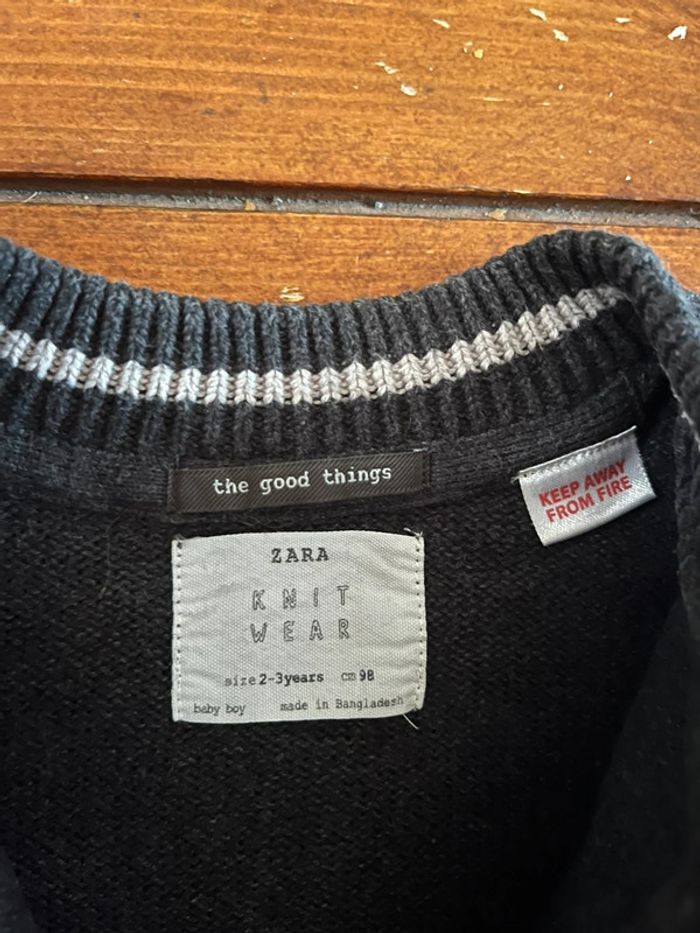 the good things
KEEP AWAY
FROM FIRE
ZARA
KNIT
WEAR
size 2-3years cm 98
baby boy made in Bangladesh